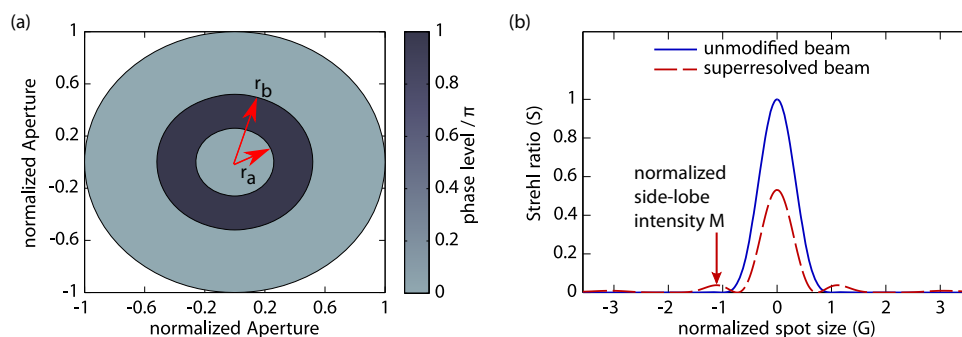 (a)
1
0.6
0.2
-0.2
-0.6
-1
normalized Aperture
-1 -0.6 -0.2 0.2 0.6 1
normalized Aperture
r_b
r_a
1
0.8
0.6
0.4
0.2
0
phase level / π
(b)
unmodified beam
superresolved beam
1
0.8
0.6
0.4
0.2
0
Strehl ratio (S)
normalized
side-lobe
intensity M
-3 -2 -1 0 1 2 3
normalized spot size (G)